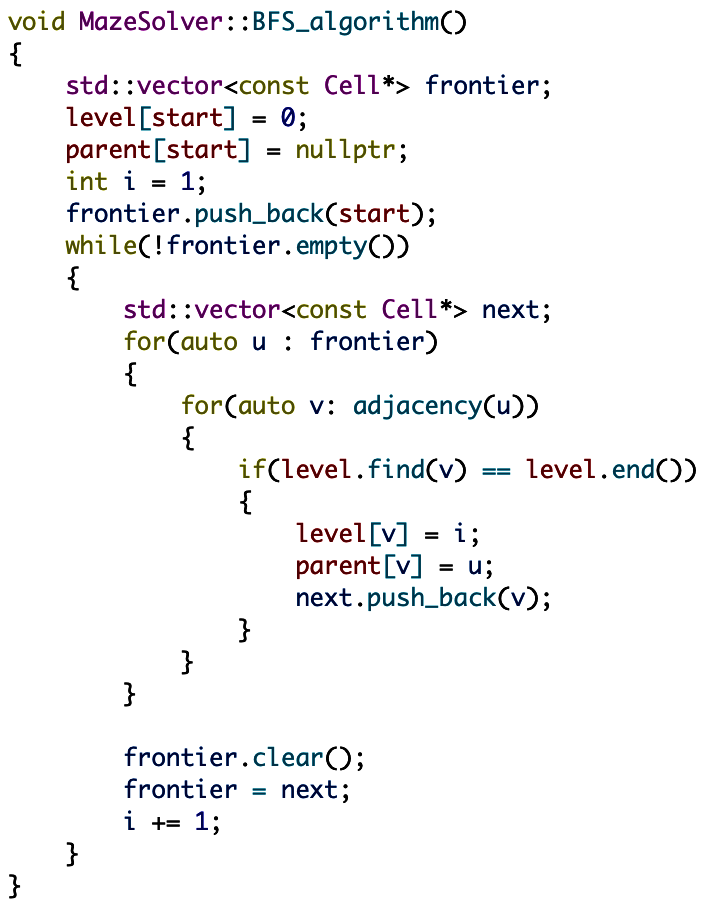 void MazeSolver::BFS_algorithm()
{
    std::vector<const Cell*> frontier;
    level[start] = 0;
    parent[start] = nullptr;
    int i = 1;
    frontier.push_back(start);
    while(!frontier.empty())
    {
        std::vector<const Cell*> next;
        for(auto u : frontier)
        {
            for(auto v: adjacency(u))
            {
                if(level.find(v) == level.end())
                {
                    level[v] = i;
                    parent[v] = u;
                    next.push_back(v);
                }
            }
        }

        frontier.clear();
        frontier = next;
        i += 1;
    }
}